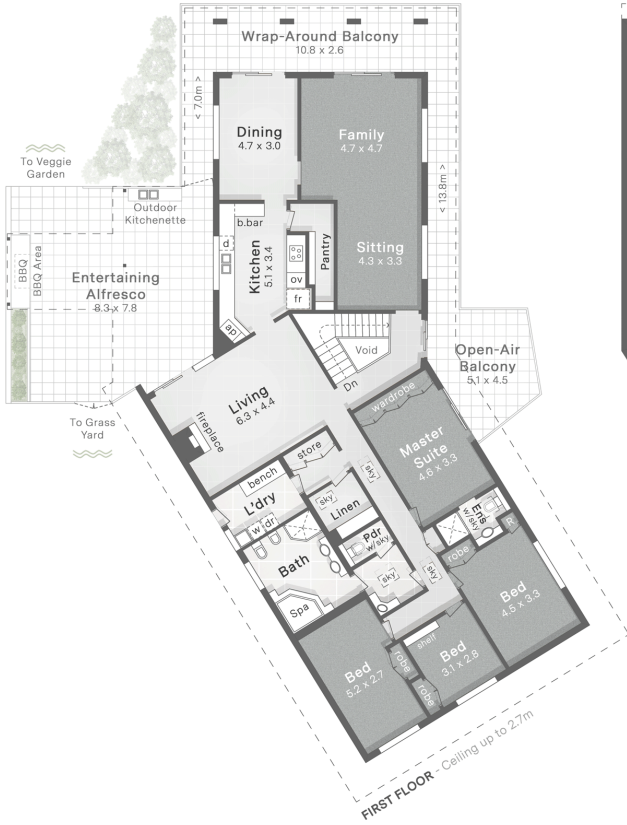 Wrap-Around Balcony
10.8 x 2.6
< 7.0m >
Dining
4.7 x 3.0
Family
4.7 x 4.7
To Veggie
Garden
< 13.8m >
Outdoor
Kitchenette
b.bar
d
Kitchen
5.1 x 3.4
Pantry
Sitting
4.3 x 3.3
BBQ
BBQ Area
Entertaining
Alfresco
8.3 x 7.8
ov
fr
ap
Void
Dn
Open-Air
Balcony
5.1 x 4.5
Living
6.3 x 4.4
wardrobe
To Grass
Yard
fireplace
Master
Suite
4.6 x 3.3
store
sky
bench
L'dry
sky
Linen
w
dr
Ens
w/sky
R
Pdr
w/sky
Bath
sky
sky
robe
Bed
4.5 x 3.3
Spa
shelf
Bed
3.1 x 2.8
Bed
5.2 x 2.7
robe
robe
FIRST FLOOR - Ceiling up to 2.7m